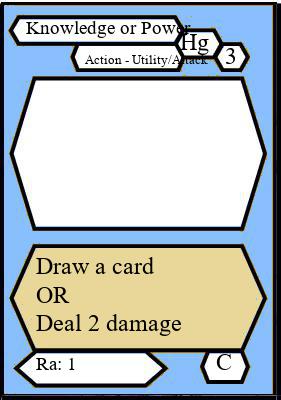 Knowledge or Power
Hg
Action - Utility/Attack
3
Draw a card
OR
Deal 2 damage
Ra: 1
C